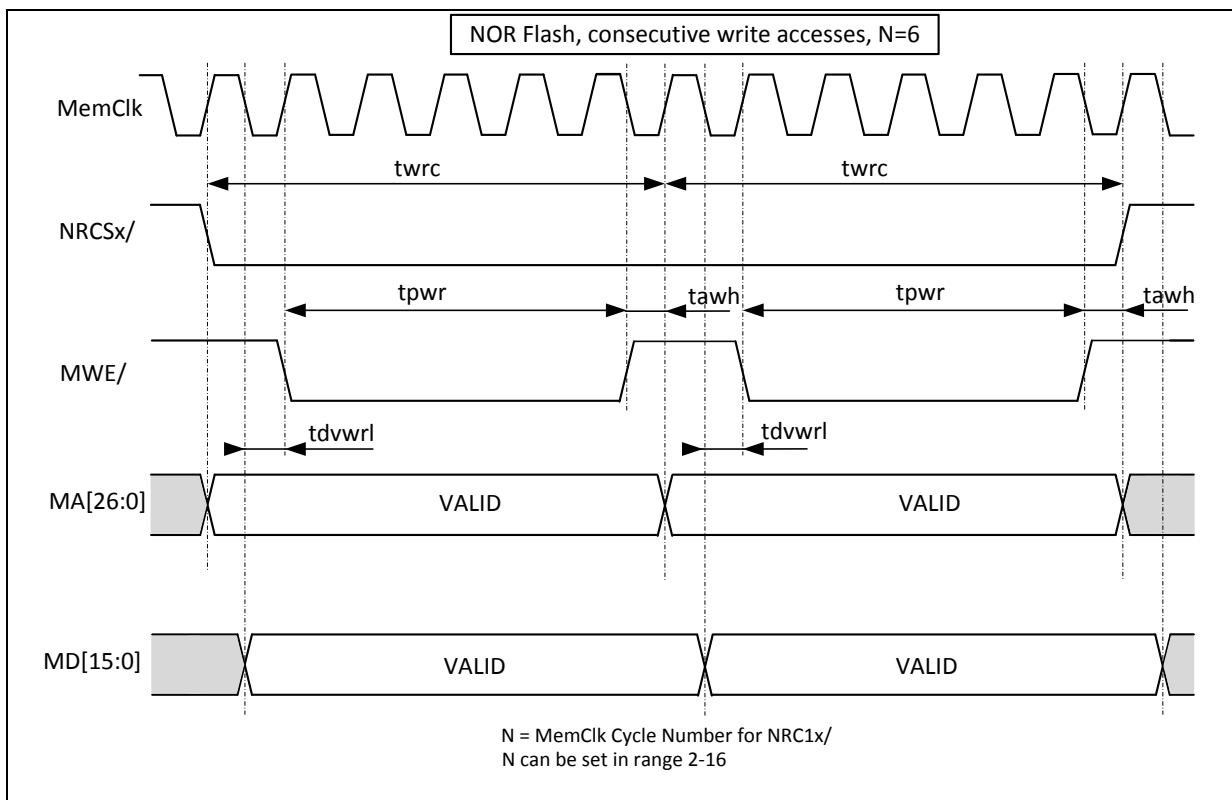 NOR Flash, consecutive write accesses, N=6
MemClk
twrc twrc
NRCSx/
tpwr tawh tpwr tawh
MWE/
tdvwrl tdvwrl
MA[26:0] VALID VALID
MD[15:0] VALID VALID
N = MemClk Cycle Number for NRC1x/
N can be set in range 2-16